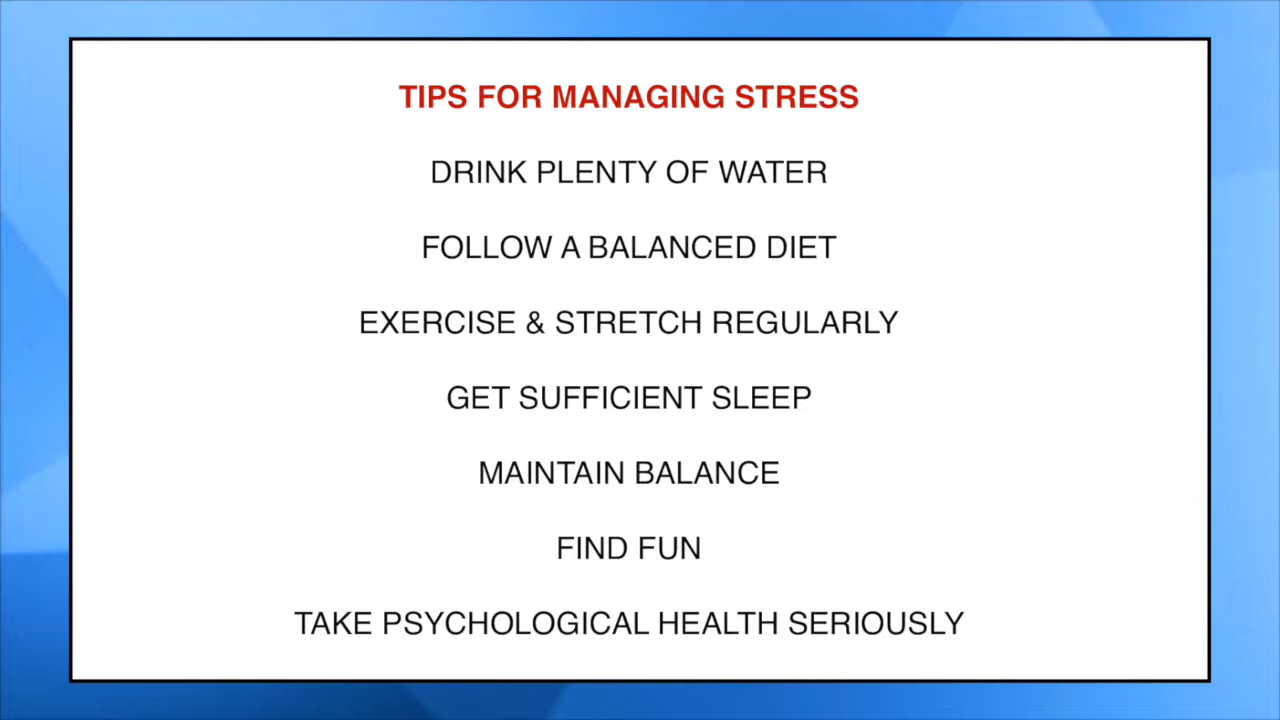 TIPS FOR MANAGING STRESS
DRINK PLENTY OF WATER
FOLLOW A BALANCED DIET
EXERCISE & STRETCH REGULARLY
GET SUFFICIENT SLEEP
MAINTAIN BALANCE
FIND FUN
TAKE PSYCHOLOGICAL HEALTH SERIOUSLY